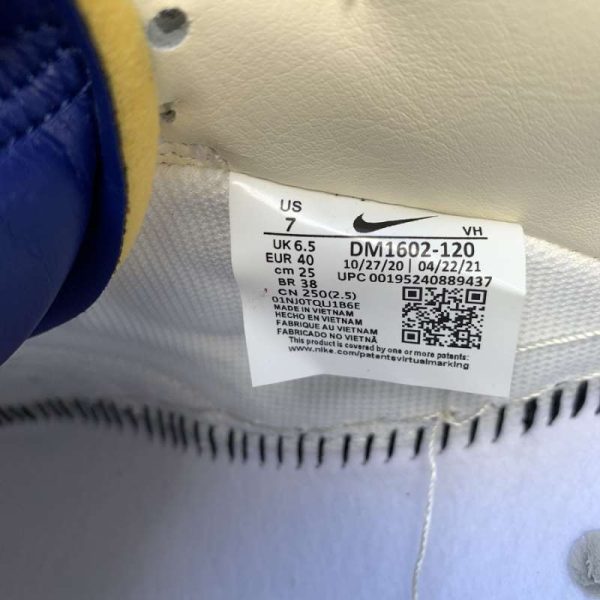 US
7
VH
UK 6.5
DM1602-120
EUR 40
10/27/20 | 04/22/21
cm 25
UPC 00195240889437
BR 38
CN 250(2.5)
01NJ0TQLJ1B6E
MADE IN VIETNAM
HECHO EN VIETNAM
FABRIQUE AU VIETNAM
FABRICADO NO VIETNÃ
This product is covered by one or more patents:
www.nike.com/patentsvirtualmarking